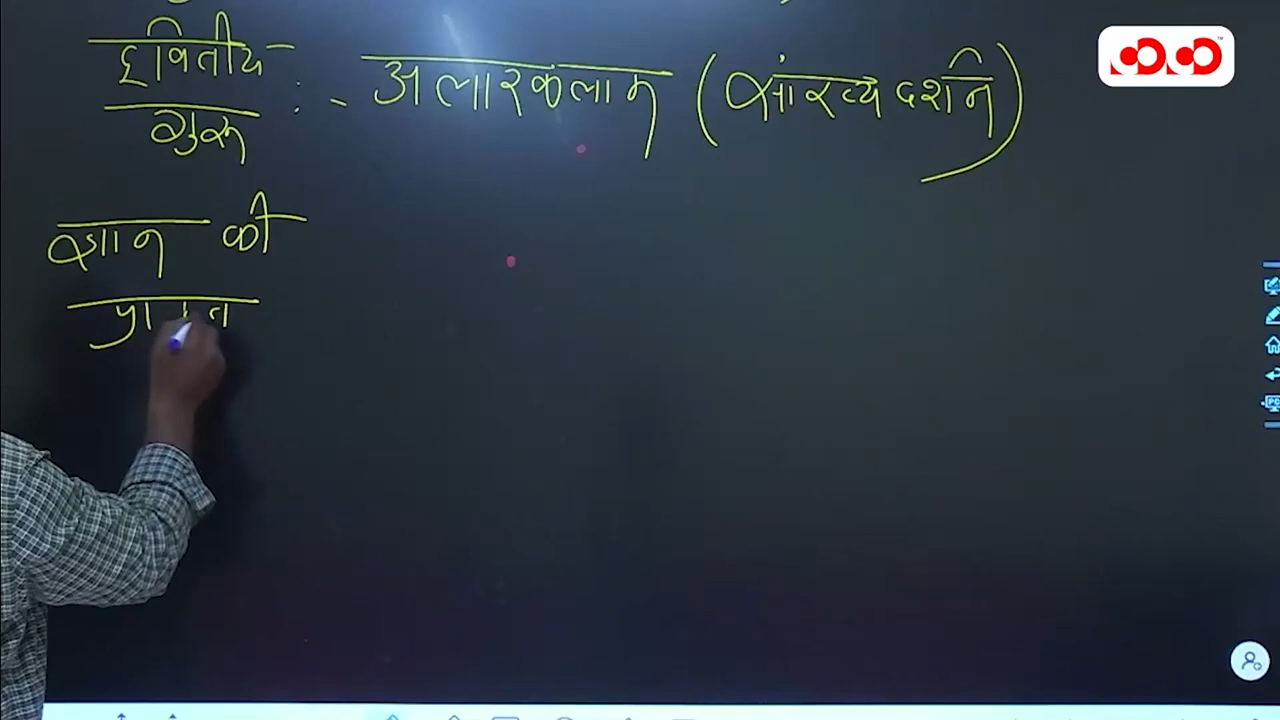 द्वितीय
गुरू :- अलारकलाम (सांख्य दर्शन)
ज्ञान की